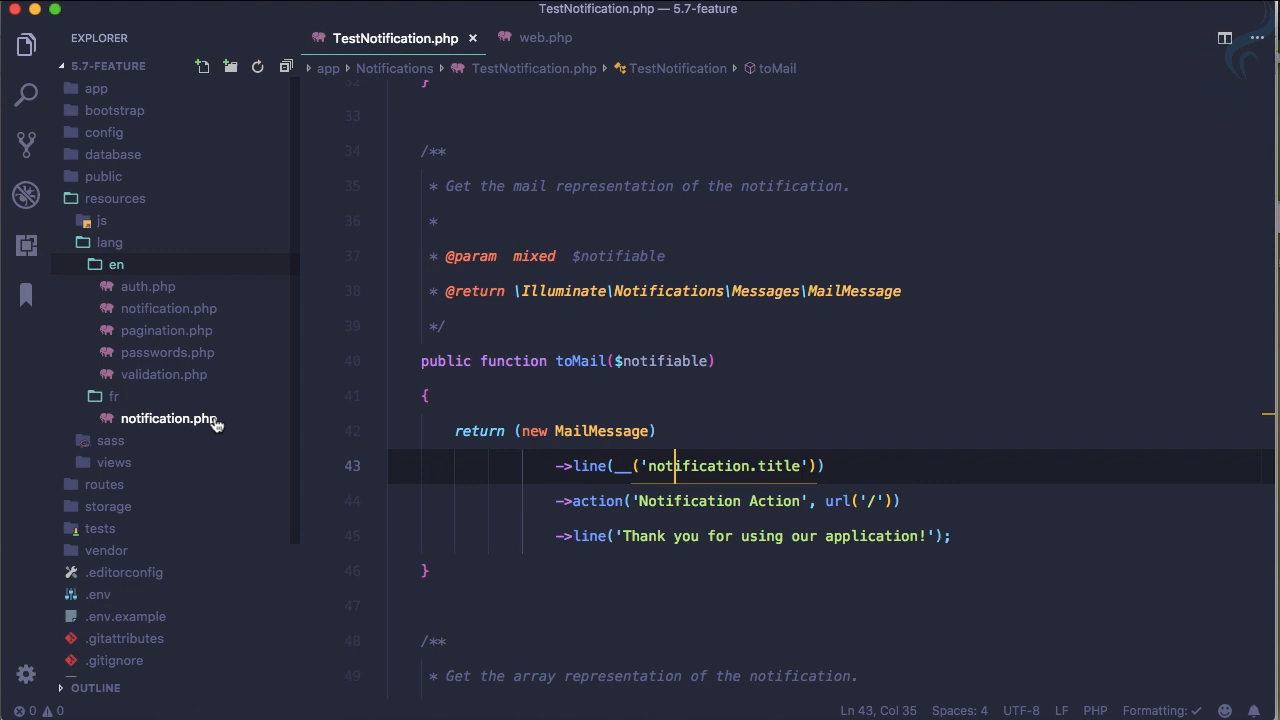 TestNotification.php — 5.7-feature
EXPLORER
5.7-FEATURE
app
bootstrap
config
database
public
resources
js
lang
en
auth.php
notification.php
pagination.php
passwords.php
validation.php
fr
notification.php
sass
views
routes
storage
tests
vendor
.editorconfig
.env
.env.example
.gitattributes
.gitignore
OUTLINE
TestNotification.php × web.php
app Notifications TestNotification.php TestNotification toMail
32 }
33
34 /**
35 * Get the mail representation of the notification.
36 *
37 * @param mixed $notifiable
38 * @return \Illuminate\Notifications\Messages\MailMessage
39 */
40 public function toMail($notifiable)
41 {
42 return (new MailMessage)
43 ->line(__('notification.title'))
44 ->action('Notification Action', url('/'))
45 ->line('Thank you for using our application!');
46 }
47
48 /**
49 * Get the array representation of the notification.
0 0 Ln 43, Col 35 Spaces: 4 UTF-8 LF PHP Formatting: ✓